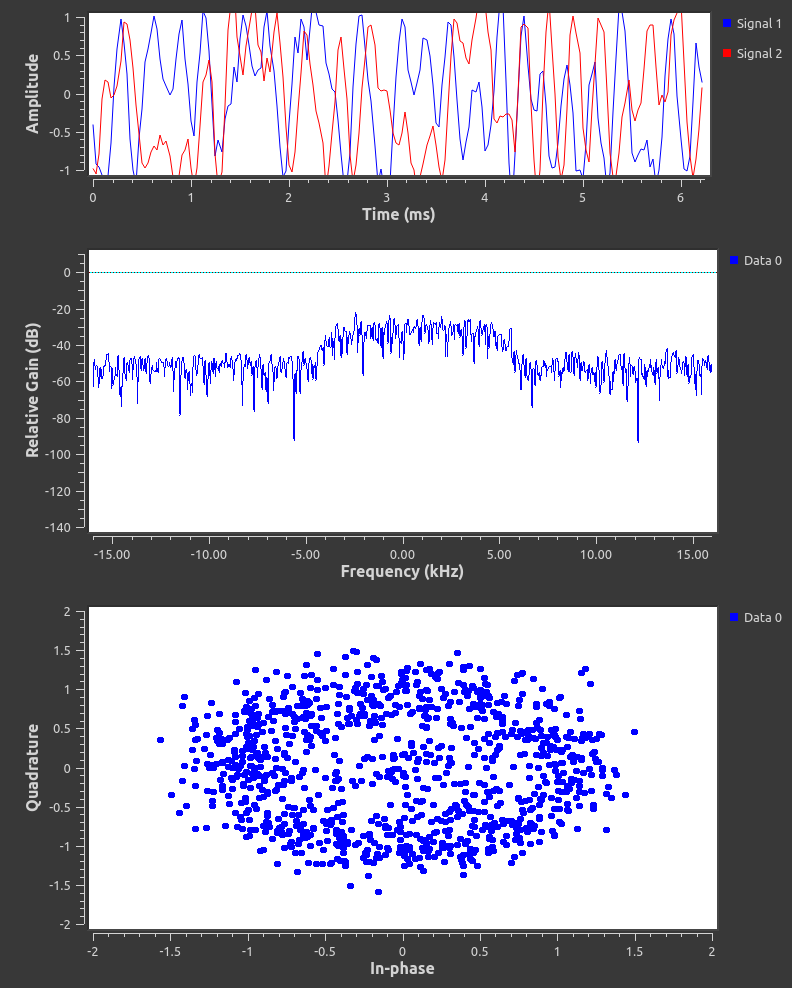 Amplitude
1
0.5
0
-0.5
-1
0 1 2 3 4 5 6
Time (ms)
Signal 1
Signal 2
Relative Gain (dB)
0
-20
-40
-60
-80
-100
-120
-140
-15.00 -10.00 -5.00 0.00 5.00 10.00 15.00
Frequency (kHz)
Data 0
Quadrature
2
1.5
1
0.5
0
-0.5
-1
-1.5
-2
-2 -1.5 -1 -0.5 0 0.5 1 1.5 2
In-phase
Data 0